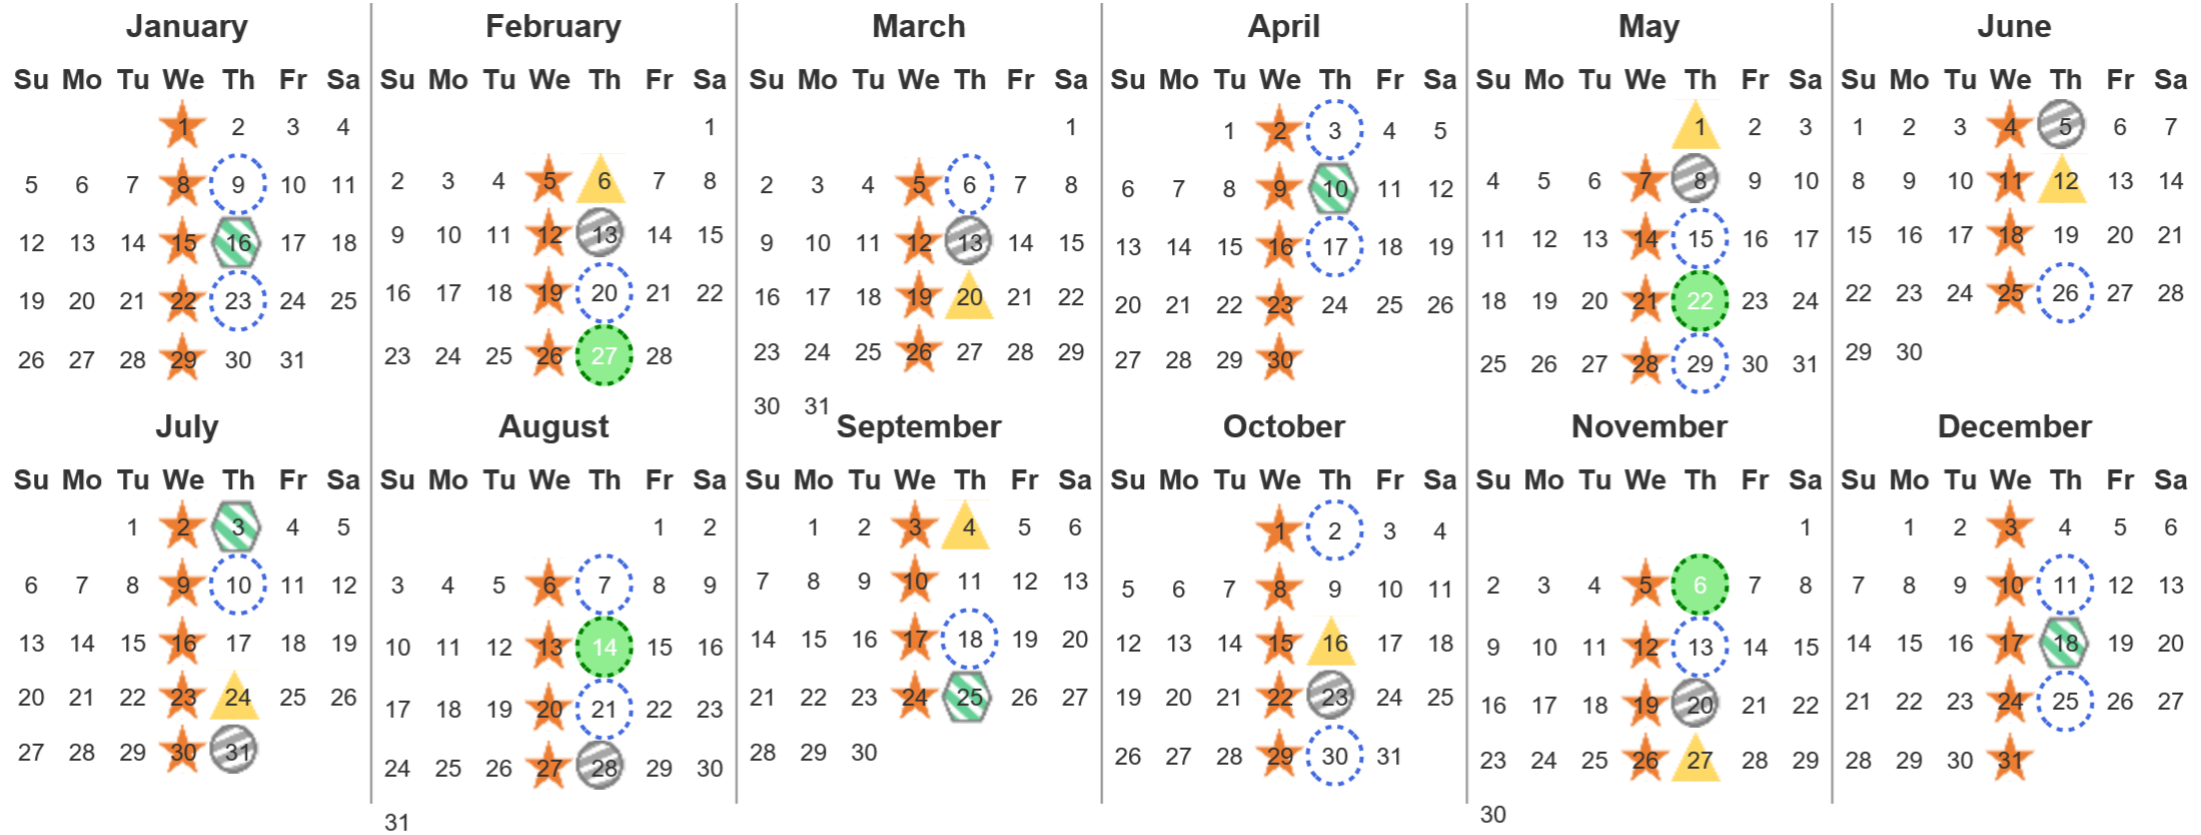 January
Su Mo Tu We Th Fr Sa
1 2 3 4
5 6 7 8 9 10 11
12 13 14 15 16 17 18
19 20 21 22 23 24 25
26 27 28 29 30 31
February
Su Mo Tu We Th Fr Sa
1
2 3 4 5 6 7 8
9 10 11 12 13 14 15
16 17 18 19 20 21 22
23 24 25 26 27 28
March
Su Mo Tu We Th Fr Sa
1
2 3 4 5 6 7 8
9 10 11 12 13 14 15
16 17 18 19 20 21 22
23 24 25 26 27 28 29
30 31
April
Su Mo Tu We Th Fr Sa
1 2 3 4 5
6 7 8 9 10 11 12
13 14 15 16 17 18 19
20 21 22 23 24 25 26
27 28 29 30
May
Su Mo Tu We Th Fr Sa
1 2 3
4 5 6 7 8 9 10
11 12 13 14 15 16 17
18 19 20 21 22 23 24
25 26 27 28 29 30 31
June
Su Mo Tu We Th Fr Sa
1 2 3 4 5 6 7
8 9 10 11 12 13 14
15 16 17 18 19 20 21
22 23 24 25 26 27 28
29 30
July
Su Mo Tu We Th Fr Sa
1 2 3 4 5
6 7 8 9 10 11 12
13 14 15 16 17 18 19
20 21 22 23 24 25 26
27 28 29 30 31
August
Su Mo Tu We Th Fr Sa
1 2
3 4 5 6 7 8 9
10 11 12 13 14 15 16
17 18 19 20 21 22 23
24 25 26 27 28 29 30
31
September
Su Mo Tu We Th Fr Sa
1 2 3 4 5 6
7 8 9 10 11 12 13
14 15 16 17 18 19 20
21 22 23 24 25 26 27
28 29 30
October
Su Mo Tu We Th Fr Sa
1 2 3 4
5 6 7 8 9 10 11
12 13 14 15 16 17 18
19 20 21 22 23 24 25
26 27 28 29 30 31
November
Su Mo Tu We Th Fr Sa
1
2 3 4 5 6 7 8
9 10 11 12 13 14 15
16 17 18 19 20 21 22
23 24 25 26 27 28 29
30
December
Su Mo Tu We Th Fr Sa
1 2 3 4 5 6
7 8 9 10 11 12 13
14 15 16 17 18 19 20
21 22 23 24 25 26 27
28 29 30 31